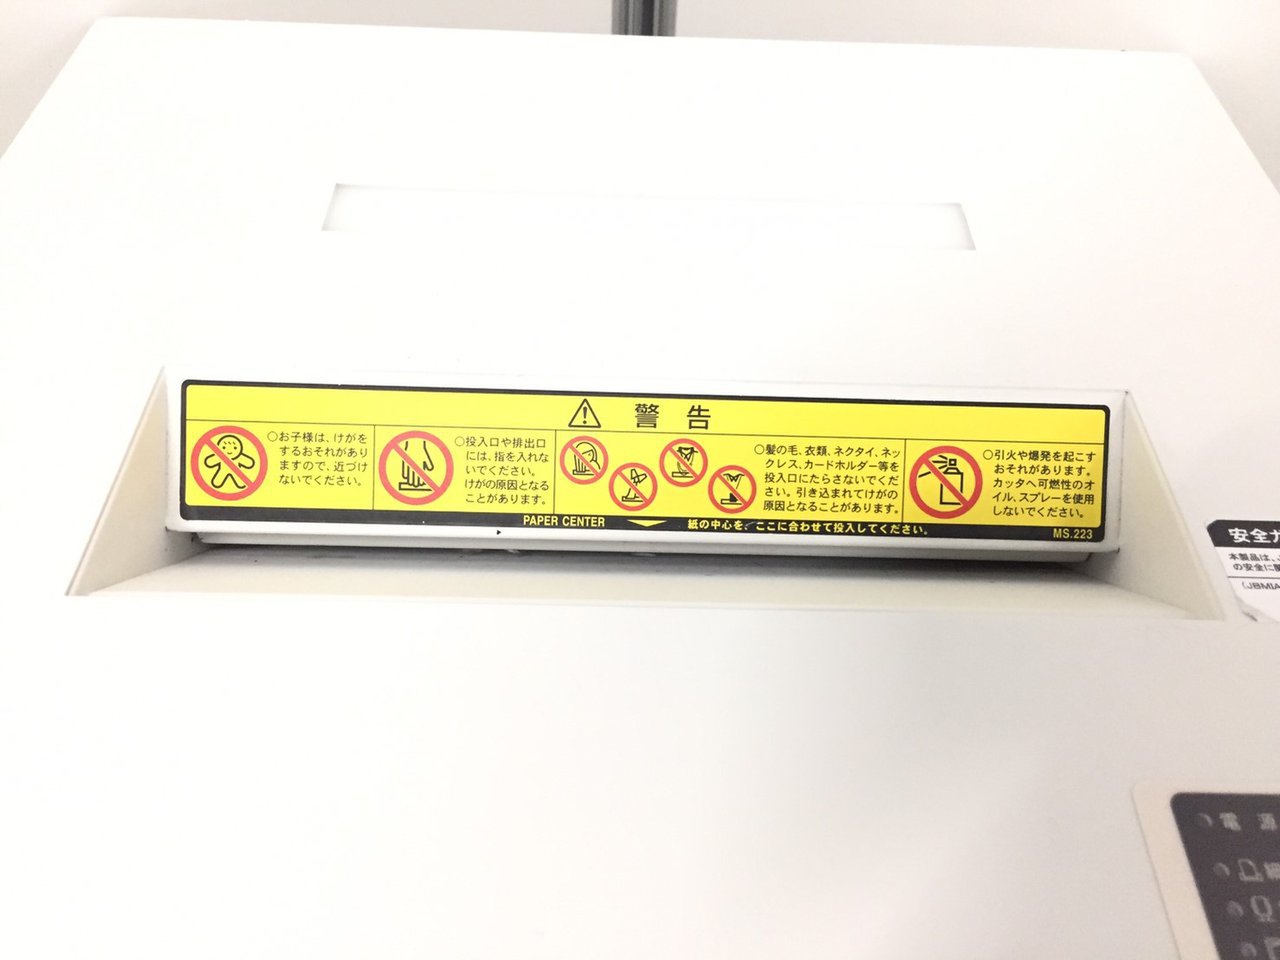 警告
○お子様は、けがを
するおそれがあり
ますので、近づけ
ないでください。
○投入口や排出口
には、指を入れな
いでください。
けがの原因となる
ことがあります。
○髪の毛、衣類、ネクタイ、ネッ
クレス、カードホルダー等を
投入口にたらさないでくだ
さい。引き込まれてけがの
原因となることがあります。
○引火や爆発を起こす
おそれがあります。
カッタへ可燃性のオ
イル、スプレーを使用
しないでください。
PAPER CENTER 紙の中心を、ここに合わせて投入してください。 MS.223
安全
本製品は、
の安全に
(JBMIA
電源